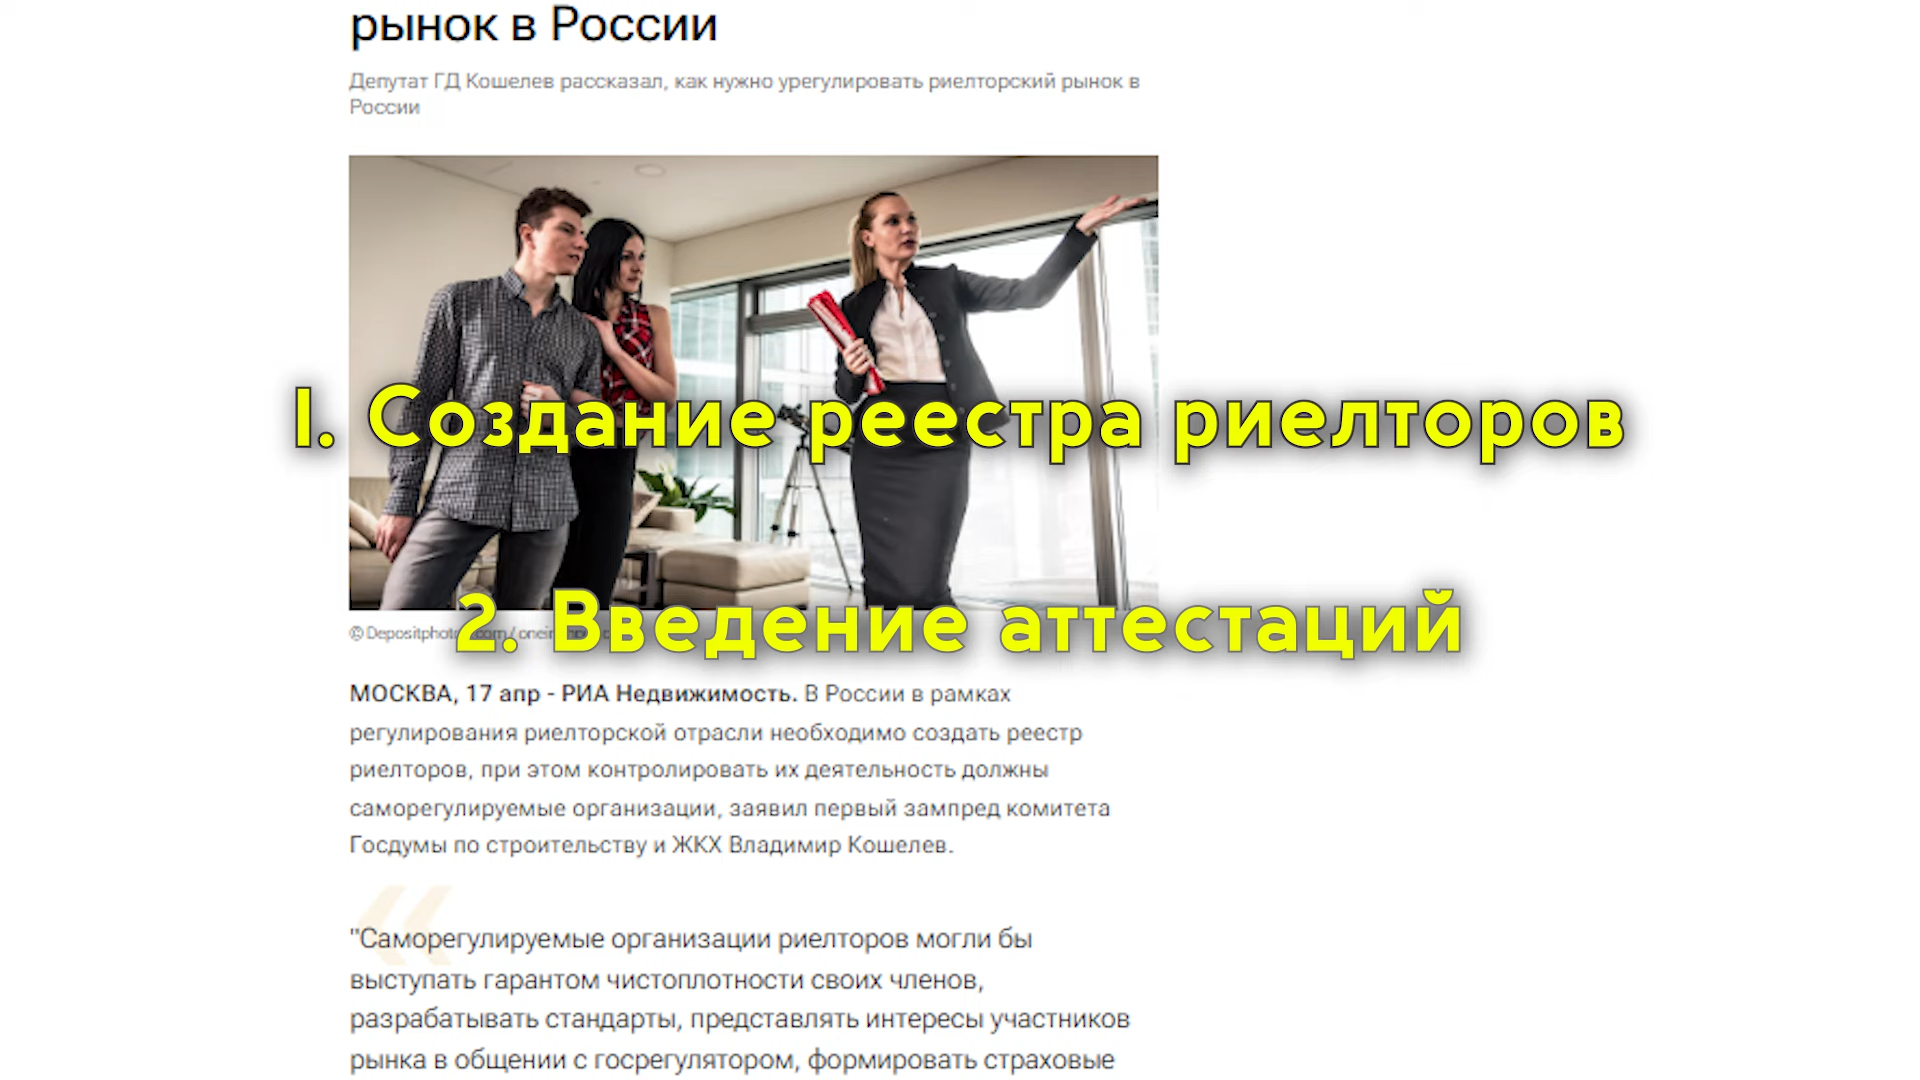 рынок в России
Депутат ГД Кошелев рассказал, как нужно урегулировать риелторский рынок в
России
1. Создание реестра риелторов
2. Введение аттестаций
© Depositphotos.com /
МОСКВА, 17 апр - РИА Недвижимость. В России в рамках
регулирования риелторской отрасли необходимо создать реестр
риелторов, при этом контролировать их деятельность должны
саморегулируемые организации, заявил первый зампред комитета
Госдумы по строительству и ЖКХ Владимир Кошелев.
"Саморегулируемые организации риелторов могли бы
выступать гарантом чистоплотности своих членов,
разрабатывать стандарты, представлять интересы участников
рынка в общении с госрегулятором, формировать страховые